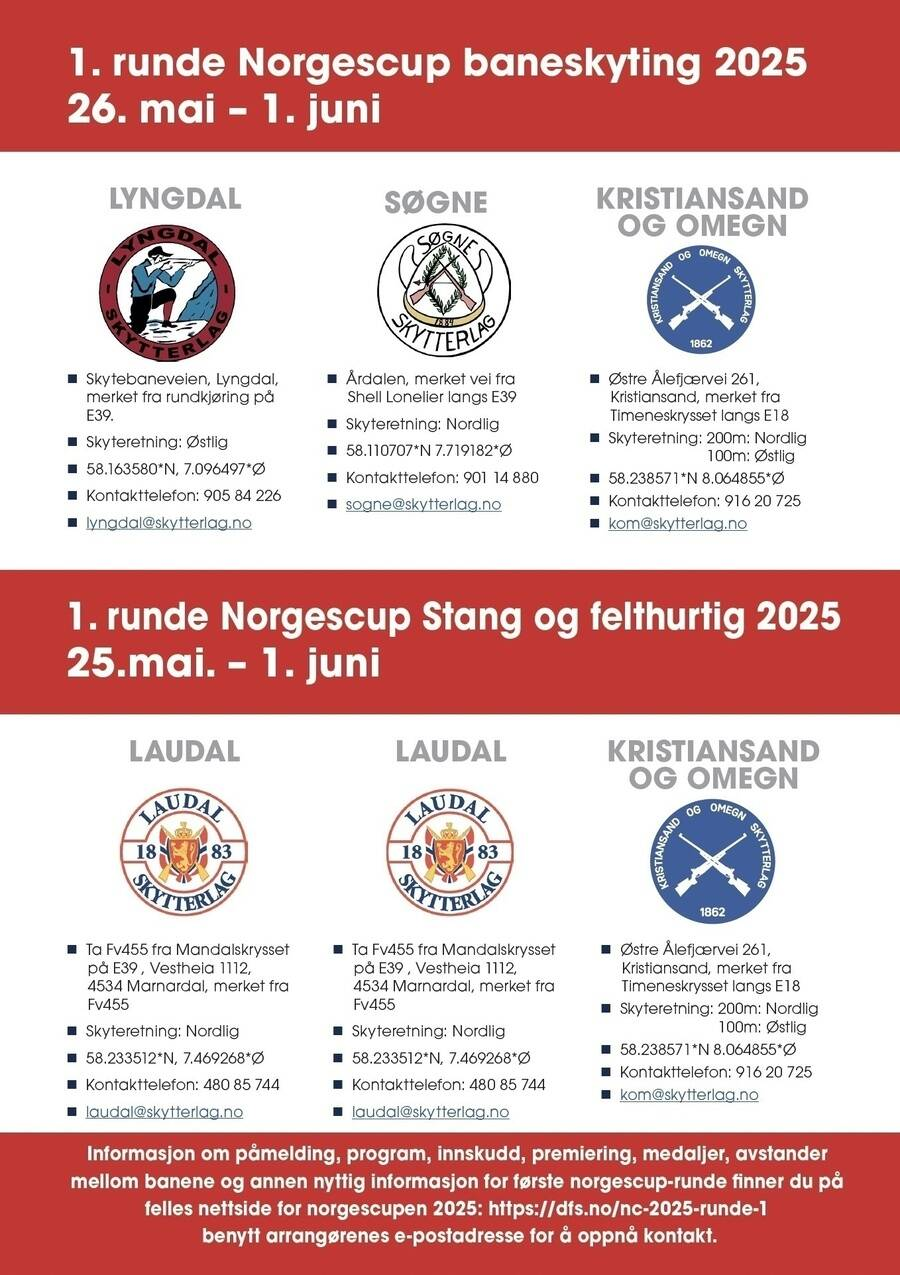 1. runde Norgescup baneskyting 2025
26. mai – 1. juni
LYNGDAL
LYNGDAL
SKYTTERLAG
Skytebaneveien, Lyngdal,
merket fra rundkjøring på
E39.
Skyteretning: Østlig
58.163580*N, 7.096497*Ø
Kontakttelefon: 905 84 226
lyngdal@skytterlag.no
SØGNE
SØGNE
1884
SKYTTERLAG
Årdalen, merket vei fra
Shell Lonelier langs E39
Skyteretning: Nordlig
58.110707*N 7.719182*Ø
Kontakttelefon: 901 14 880
sogne@skytterlag.no
KRISTIANSAND
OG OMEGN
KRISTIANSAND OG OMEGN SKYTTERLAG
1862
Østre Ålefjærvei 261,
Kristiansand, merket fra
Timeneskrysset langs E18
Skyteretning: 200m: Nordlig
100m: Østlig
58.238571*N 8.064855*Ø
Kontakttelefon: 916 20 725
kom@skytterlag.no
1. runde Norgescup Stang og felthurtig 2025
25.mai. – 1. juni
LAUDAL
LAUDAL
18 83
SKYTTERLAG
Ta Fv455 fra Mandalskrysset
på E39 , Vestheia 1112,
4534 Marnardal, merket fra
Fv455
Skyteretning: Nordlig
58.233512*N, 7.469268*Ø
Kontakttelefon: 480 85 744
laudal@skytterlag.no
LAUDAL
LAUDAL
18 83
SKYTTERLAG
Ta Fv455 fra Mandalskrysset
på E39 , Vestheia 1112,
4534 Marnardal, merket fra
Fv455
Skyteretning: Nordlig
58.233512*N, 7.469268*Ø
Kontakttelefon: 480 85 744
laudal@skytterlag.no
KRISTIANSAND
OG OMEGN
KRISTIANSAND OG OMEGN SKYTTERLAG
1862
Østre Ålefjærvei 261,
Kristiansand, merket fra
Timeneskrysset langs E18
Skyteretning: 200m: Nordlig
100m: Østlig
58.238571*N 8.064855*Ø
Kontakttelefon: 916 20 725
kom@skytterlag.no
Informasjon om påmelding, program, innskudd, premiering, medaljer, avstander
mellom banene og annen nyttig informasjon for første norgescup-runde finner du på
felles nettside for norgescupen 2025: https://dfs.no/nc-2025-runde-1
benytt arrangørenes e-postadresse for å oppnå kontakt.